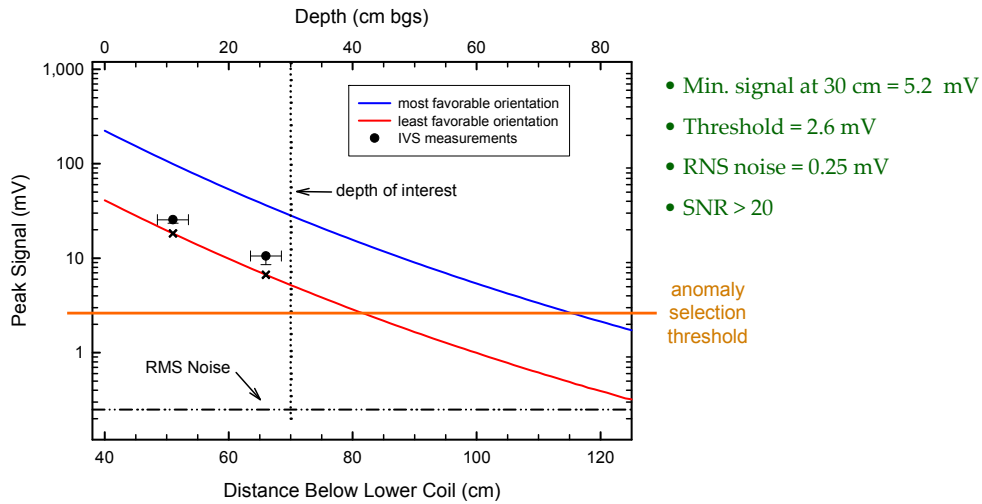 Depth (cm bgs)
0 20 40 60 80
1,000
100
10
1
Peak Signal (mV)
most favorable orientation
least favorable orientation
IVS measurements
depth of interest
RMS Noise
40 60 80 100 120
Distance Below Lower Coil (cm)
• Min. signal at 30 cm = 5.2 mV
• Threshold = 2.6 mV
• RNS noise = 0.25 mV
• SNR > 20
anomaly
selection
threshold